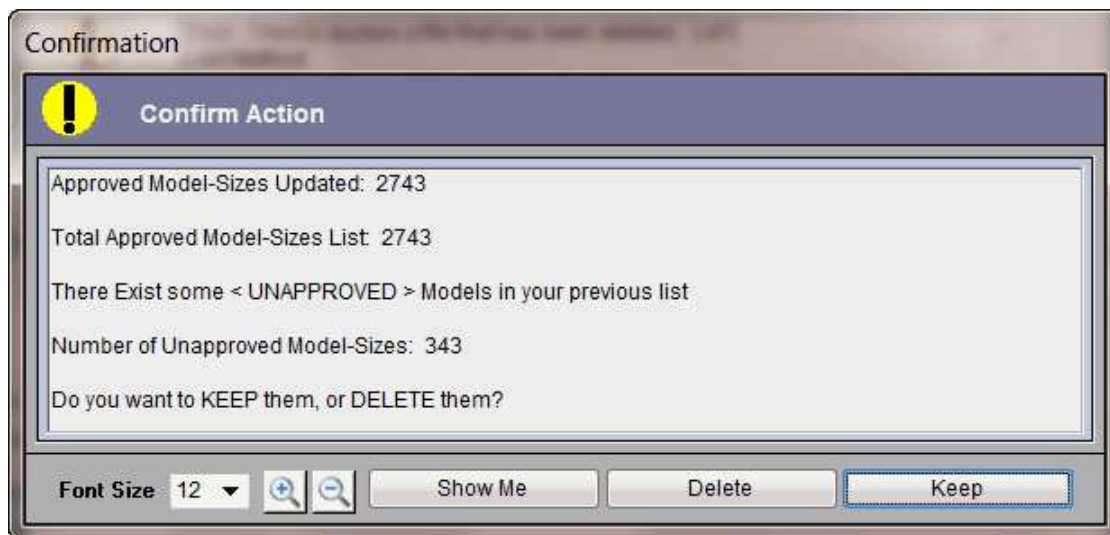 Confirmation
Confirm Action
Approved Model-Sizes Updated: 2743
Total Approved Model-Sizes List: 2743
There Exist some < UNAPPROVED > Models in your previous list
Number of Unapproved Model-Sizes: 343
Do you want to KEEP them, or DELETE them?
Font Size 12 Show Me Delete Keep